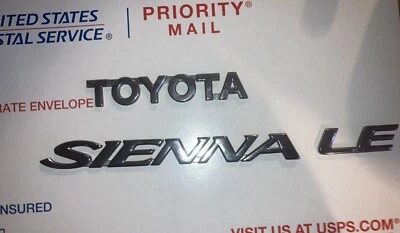 UNITED STATES
POSTAL SERVICE®
PRIORITY®
MAIL
RATE ENVELOPE
TOYOTA
SIENNA LE
INSURED
VISIT US AT USPS.COM®